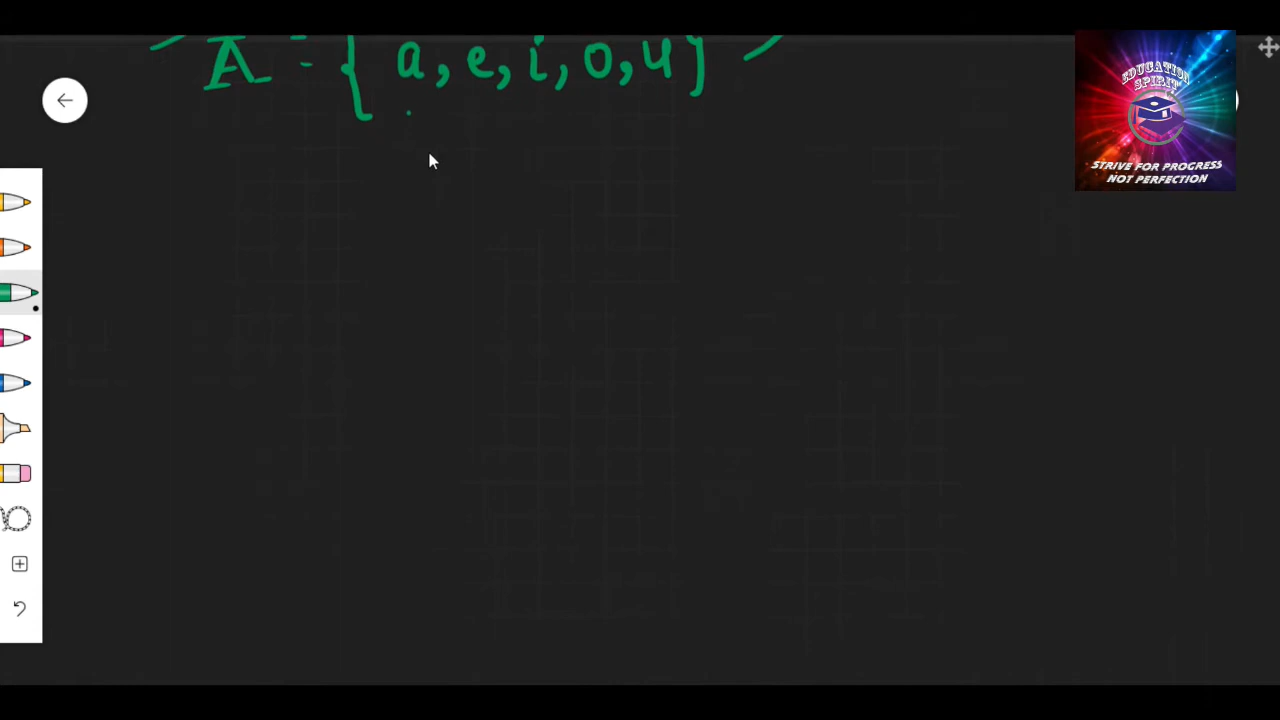 A = { a, e, i, o, u }
EDUCATION
SPIRIT
STRIVE FOR PROGRESS
NOT PERFECTION